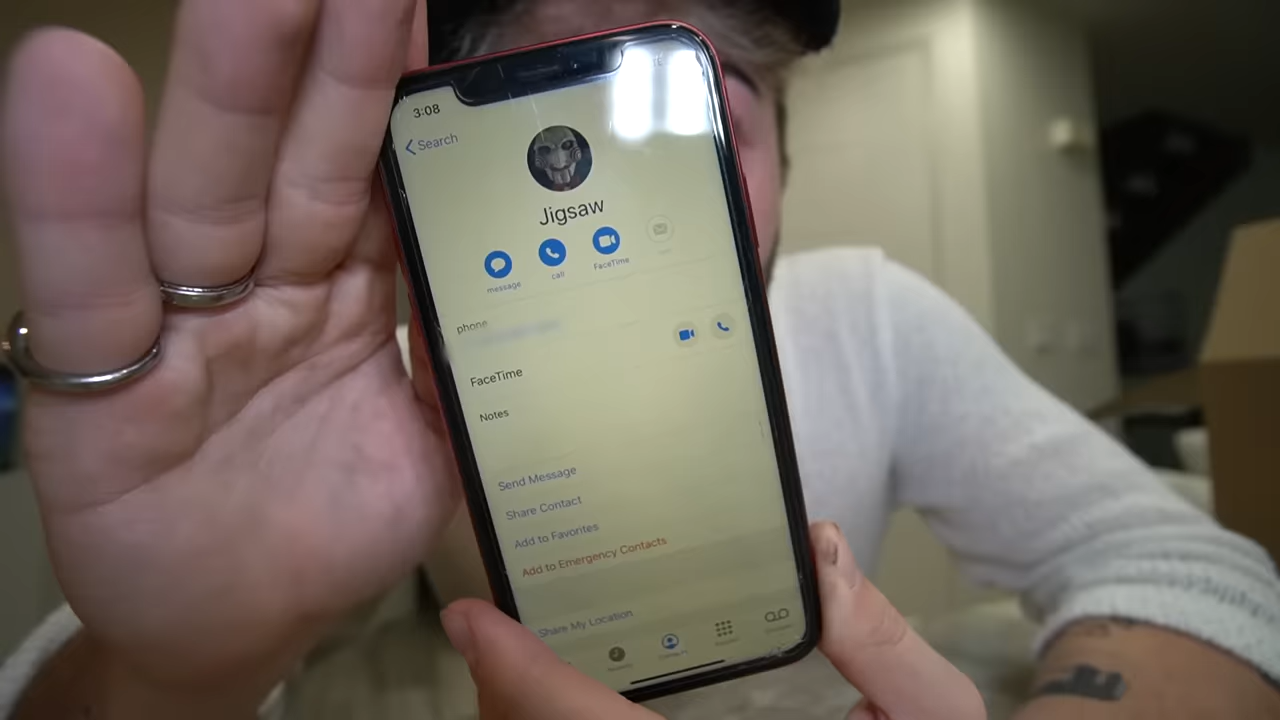 3:08
Search
Jigsaw
message
call
FaceTime
phone
FaceTime
Notes
Send Message
Share Contact
Add to Favorites
Add to Emergency Contacts
Share My Location